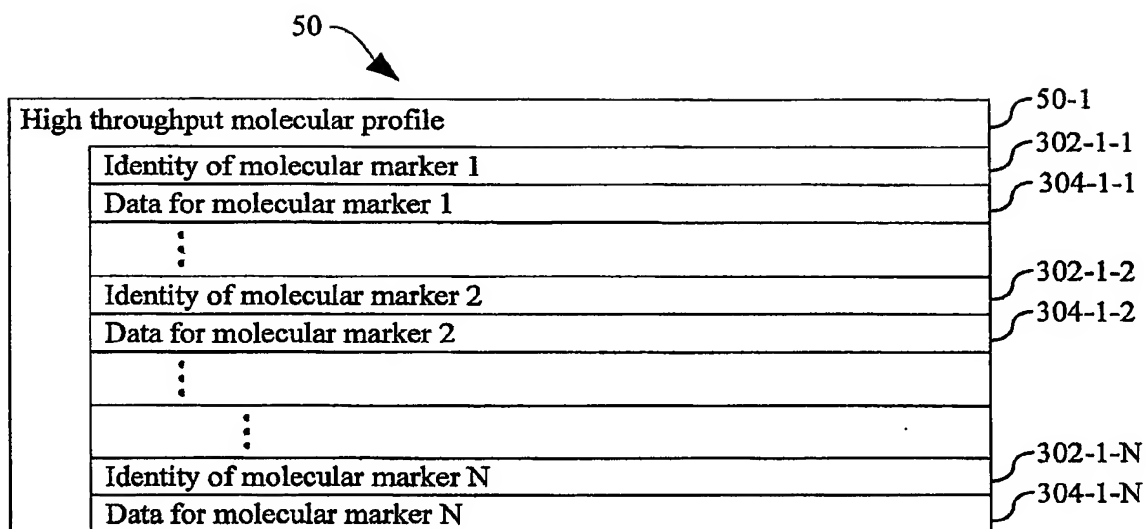 50
High throughput molecular profile
50-1
Identity of molecular marker 1
302-1-1
Data for molecular marker 1
304-1-1
Identity of molecular marker 2
302-1-2
Data for molecular marker 2
304-1-2
Identity of molecular marker N
302-1-N
Data for molecular marker N
304-1-N